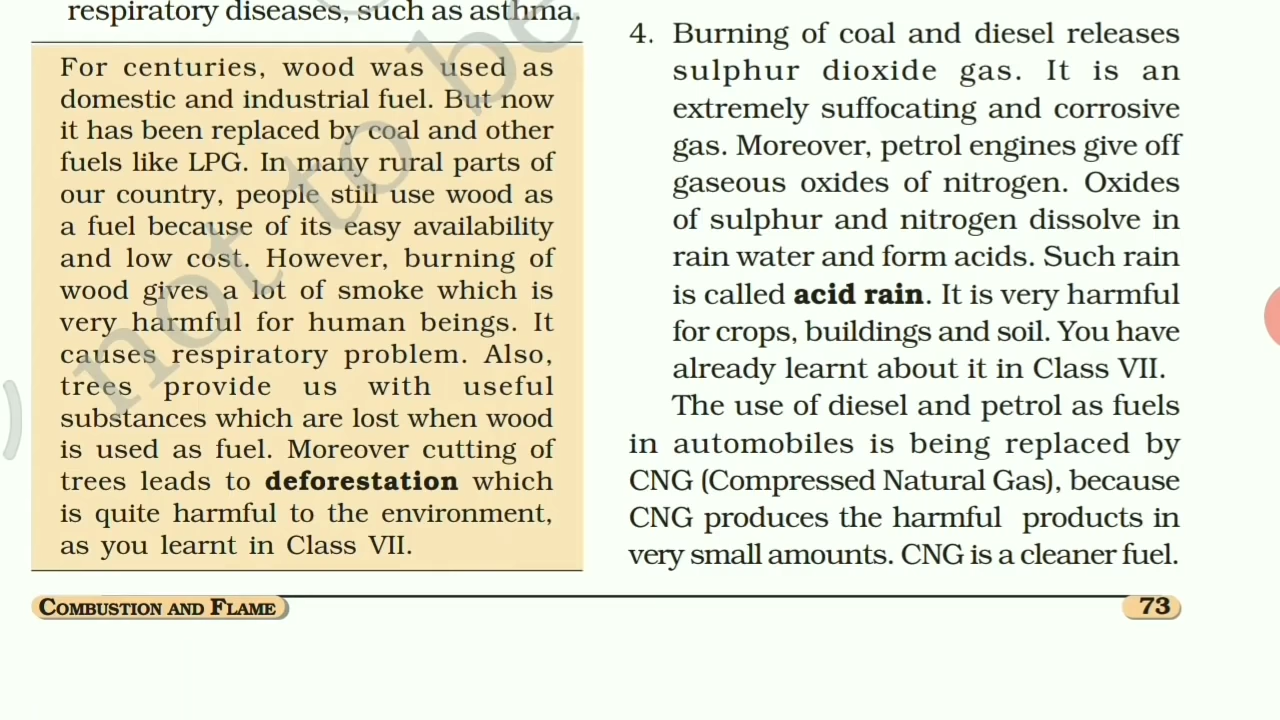 respiratory diseases, such as asthma.
For centuries, wood was used as
domestic and industrial fuel. But now
it has been replaced by coal and other
fuels like LPG. In many rural parts of
our country, people still use wood as
a fuel because of its easy availability
and low cost. However, burning of
wood gives a lot of smoke which is
very harmful for human beings. It
causes respiratory problem. Also,
trees provide us with useful
substances which are lost when wood
is used as fuel. Moreover cutting of
trees leads to deforestation which
is quite harmful to the environment,
as you learnt in Class VII.
4. Burning of coal and diesel releases
sulphur dioxide gas. It is an
extremely suffocating and corrosive
gas. Moreover, petrol engines give off
gaseous oxides of nitrogen. Oxides
of sulphur and nitrogen dissolve in
rain water and form acids. Such rain
is called acid rain. It is very harmful
for crops, buildings and soil. You have
already learnt about it in Class VII.
The use of diesel and petrol as fuels
in automobiles is being replaced by
CNG (Compressed Natural Gas), because
CNG produces the harmful products in
very small amounts. CNG is a cleaner fuel.
COMBUSTION AND FLAME
73
not to be